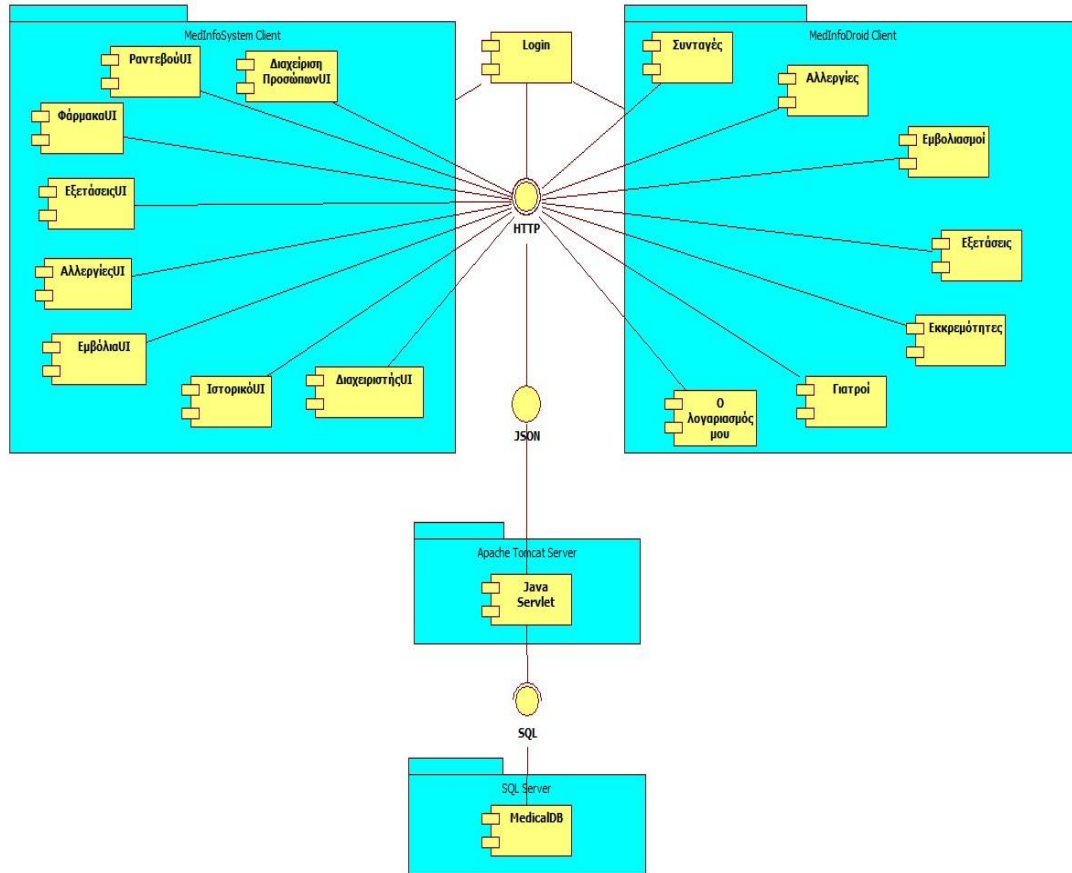 MedInfoSystem Client
ΡαντεβούUI
Διαχείριση
ΠροσώπωνUI
ΦάρμακαUI
ΕξετάσειςUI
ΑλλεργίεςUI
ΕμβόλιαUI
ΙστορικόUI
ΔιαχειριστήςUI
Login
HTTP
JSON
MedInfoDroid Client
Συνταγές
Αλλεργίες
Εμβολιασμοί
Εξετάσεις
Εκκρεμότητες
Γιατροί
Ο
λογαριασμός
μου
Apache Tomcat Server
Java
Servlet
SQL
SQL Server
MedicalDB